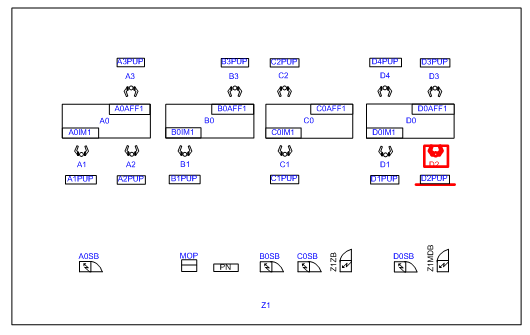 A3PUP B3PUP C2PUP D4PUP D3PUP
A3 B3 C2 D4 D3
A0AFF1 B0AFF1 C0AFF1 D0AFF1
A0 B0 C0 D0
A0IM1 B0IM1 C0IM1 D0IM1
A1 A2 B1 C1 D1 D2
A1PUP A2PUP B1PUP C1PUP D1PUP D2PUP
A0SB MOP PN B0SB C0SB Z1ZB D0SB Z1MDB
Z1